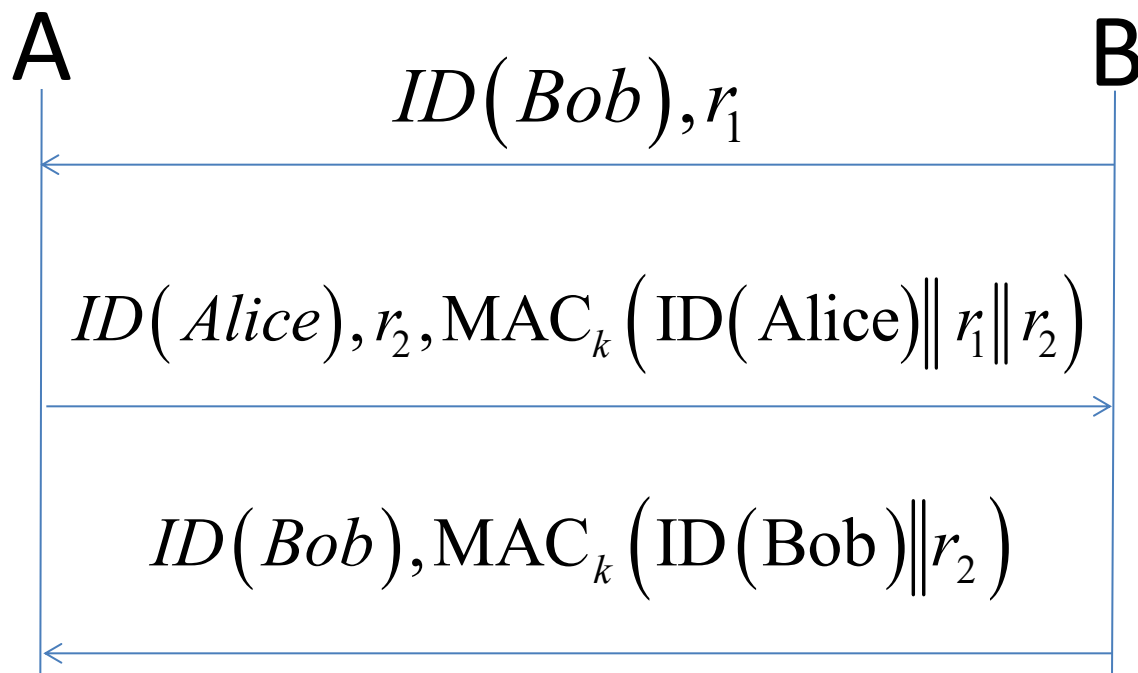 A B
ID(Bob), r₁
ID(Alice), r₂, MACₖ(ID(Alice)‖ r₁‖ r₂)
ID(Bob), MACₖ(ID(Bob)‖r₂)